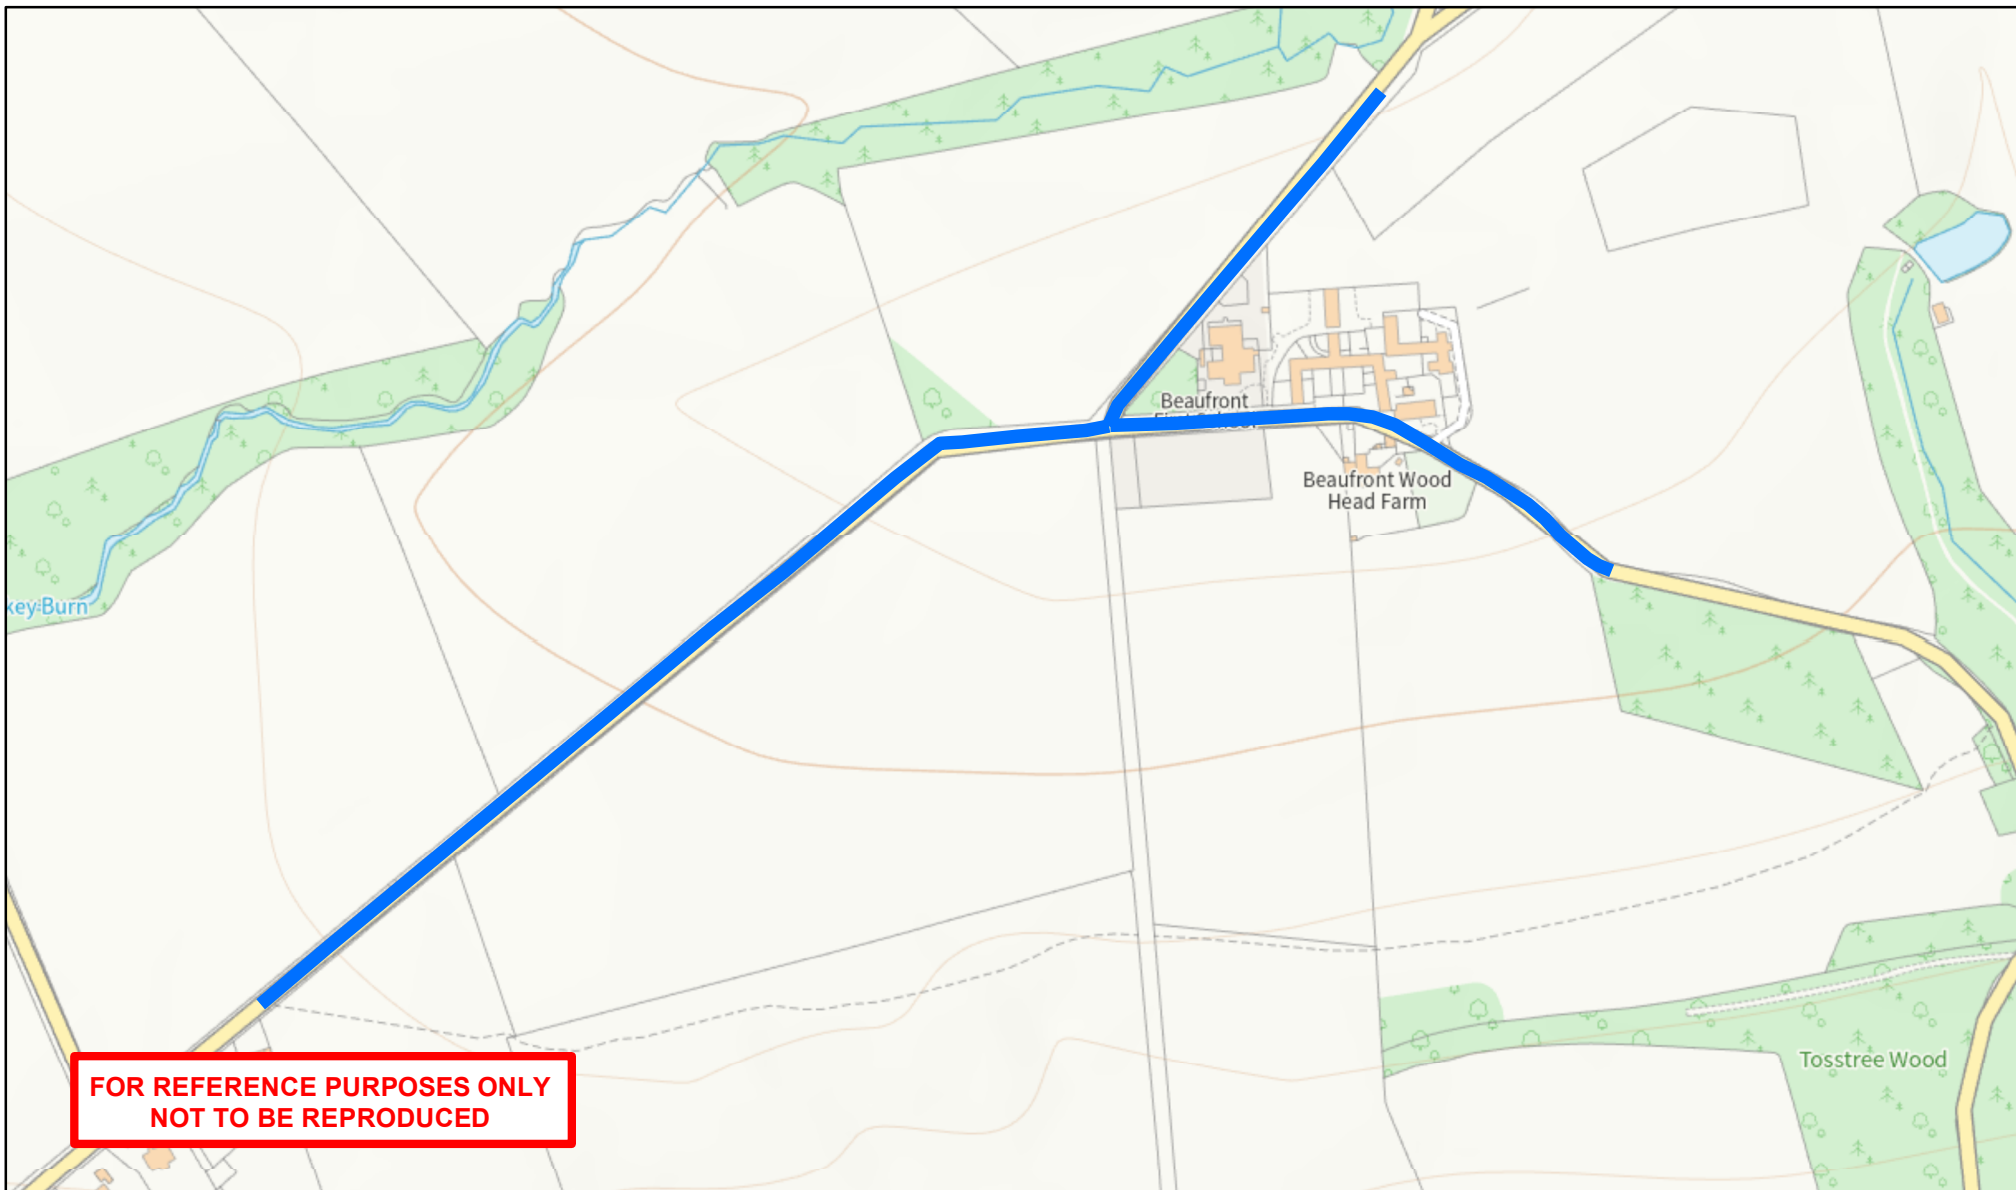 Beaufront
Beaufront Wood
Head Farm
key Burn
Tosstree Wood
FOR REFERENCE PURPOSES ONLY
NOT TO BE REPRODUCED